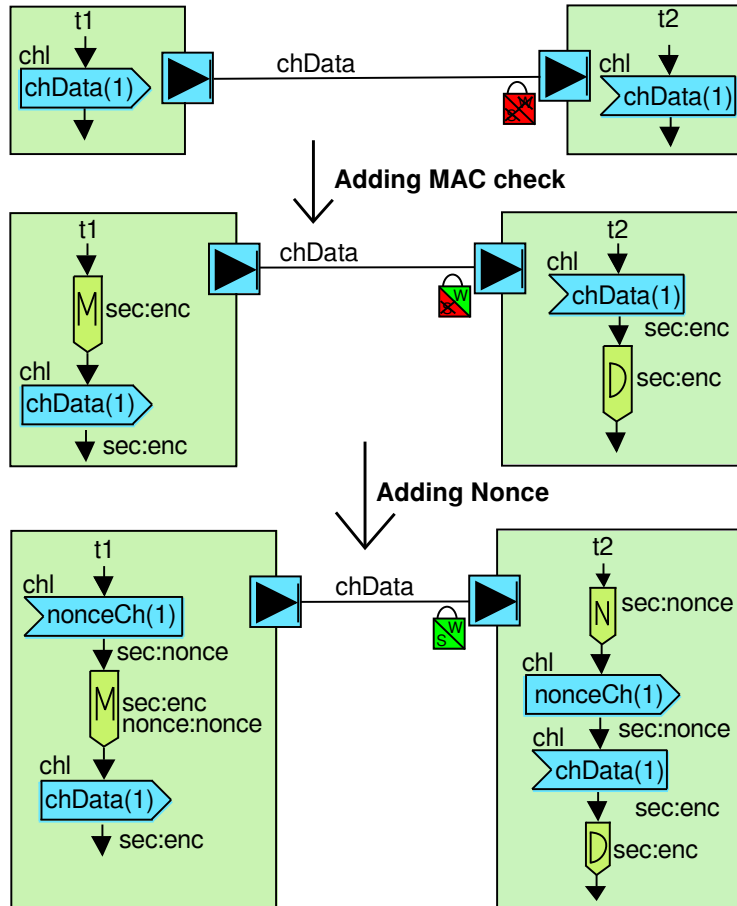 t1
chl
chData(1)
chData
S W
t2
chl
chData(1)
Adding MAC check
t1
M
sec:enc
chl
chData(1)
sec:enc
chData
S W
t2
chl
chData(1)
sec:enc
D
sec:enc
Adding Nonce
t1
chl
nonceCh(1)
sec:nonce
M
sec:enc
nonce:nonce
chl
chData(1)
sec:enc
chData
S W
t2
N
sec:nonce
chl
nonceCh(1)
sec:nonce
chl
chData(1)
sec:enc
D
sec:enc